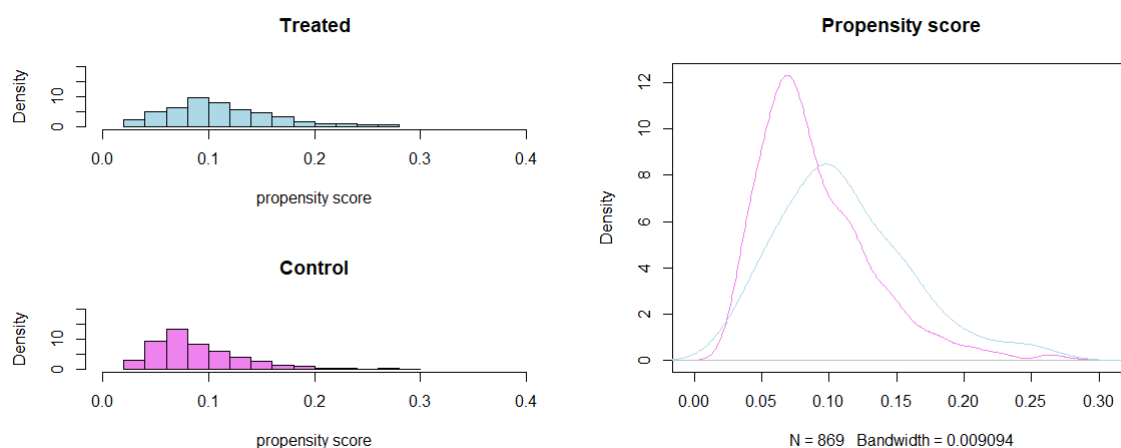 Treated
Density
0 10
0.0 0.1 0.2 0.3 0.4
propensity score
Control
Density
0 10
0.0 0.1 0.2 0.3 0.4
propensity score
Propensity score
Density
0 2 4 6 8 10 12
0.00 0.05 0.10 0.15 0.20 0.25 0.30
N = 869 Bandwidth = 0.009094